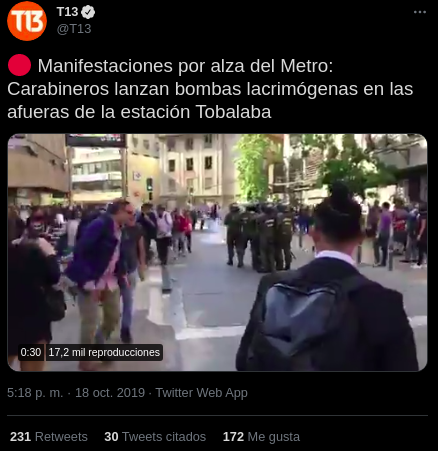 T13
T13
@T13
Manifestaciones por alza del Metro:
Carabineros lanzan bombas lacrimógenas en las
afueras de la estación Tobalaba
0:30 17,2 mil reproducciones
5:18 p. m. · 18 oct. 2019 · Twitter Web App
231 Retweets 30 Tweets citados 172 Me gusta